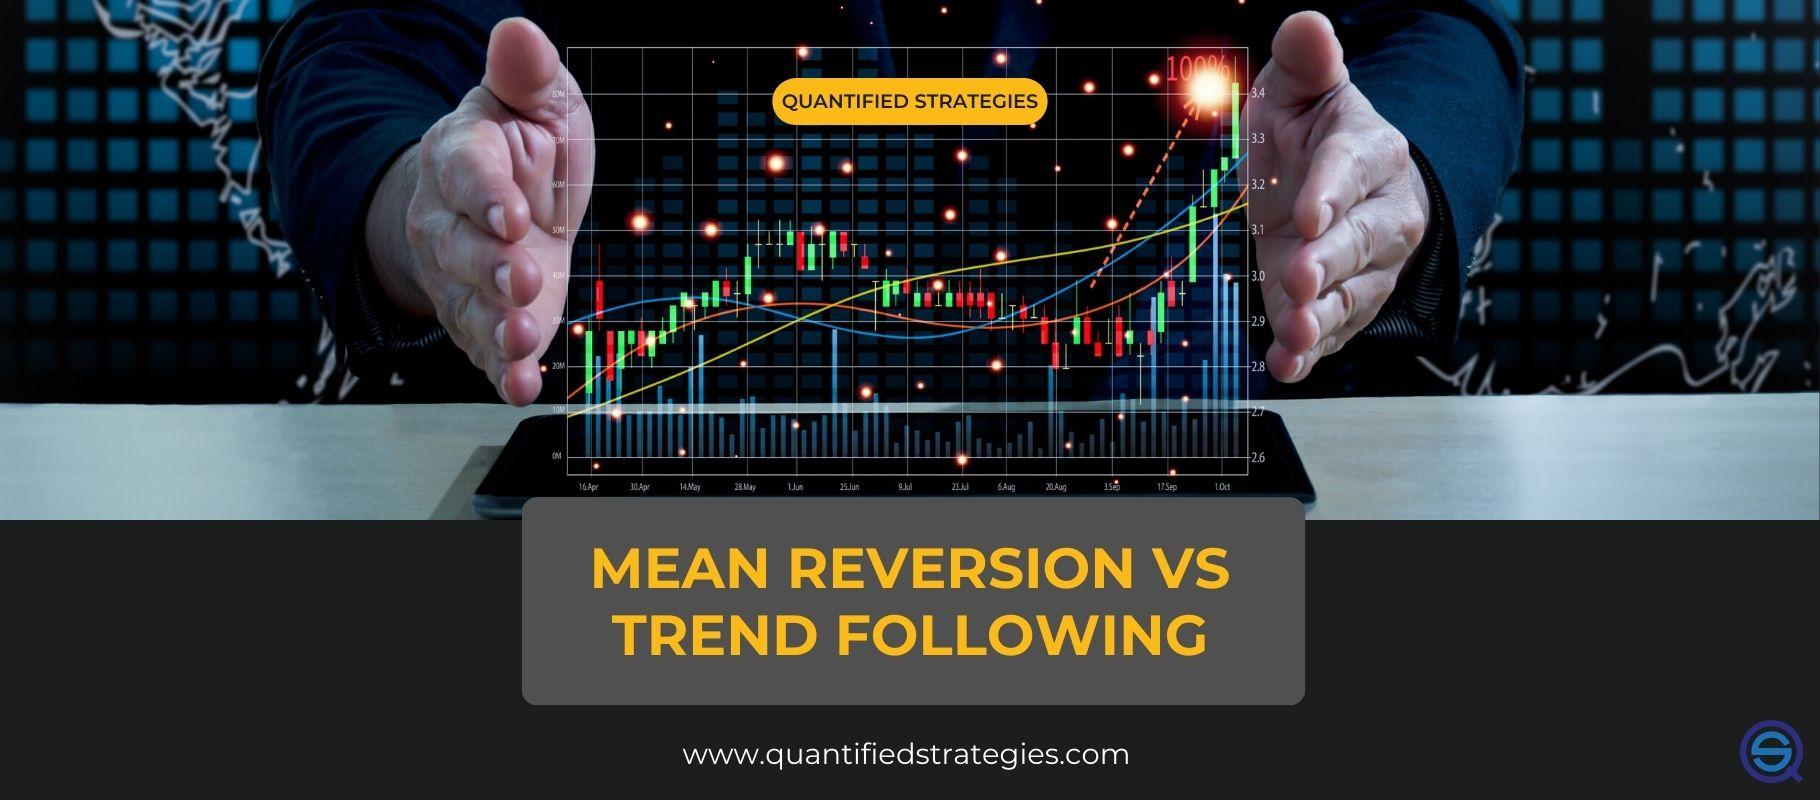 100%
QUANTIFIED STRATEGIES
80M
70M
60M
50M
40M
30M
20M
10M
0M
3.4
3.3
3.2
3.1
3.0
2.9
2.8
2.7
2.6
16.Apr 30.Apr 14.May 28.May 1.Jun 25.Jun 9.Jul 23.Jul 6.Aug 20.Aug 3.Sep 17.Sep 1.Oct
MEAN REVERSION VS
TREND FOLLOWING
www.quantifiedstrategies.com